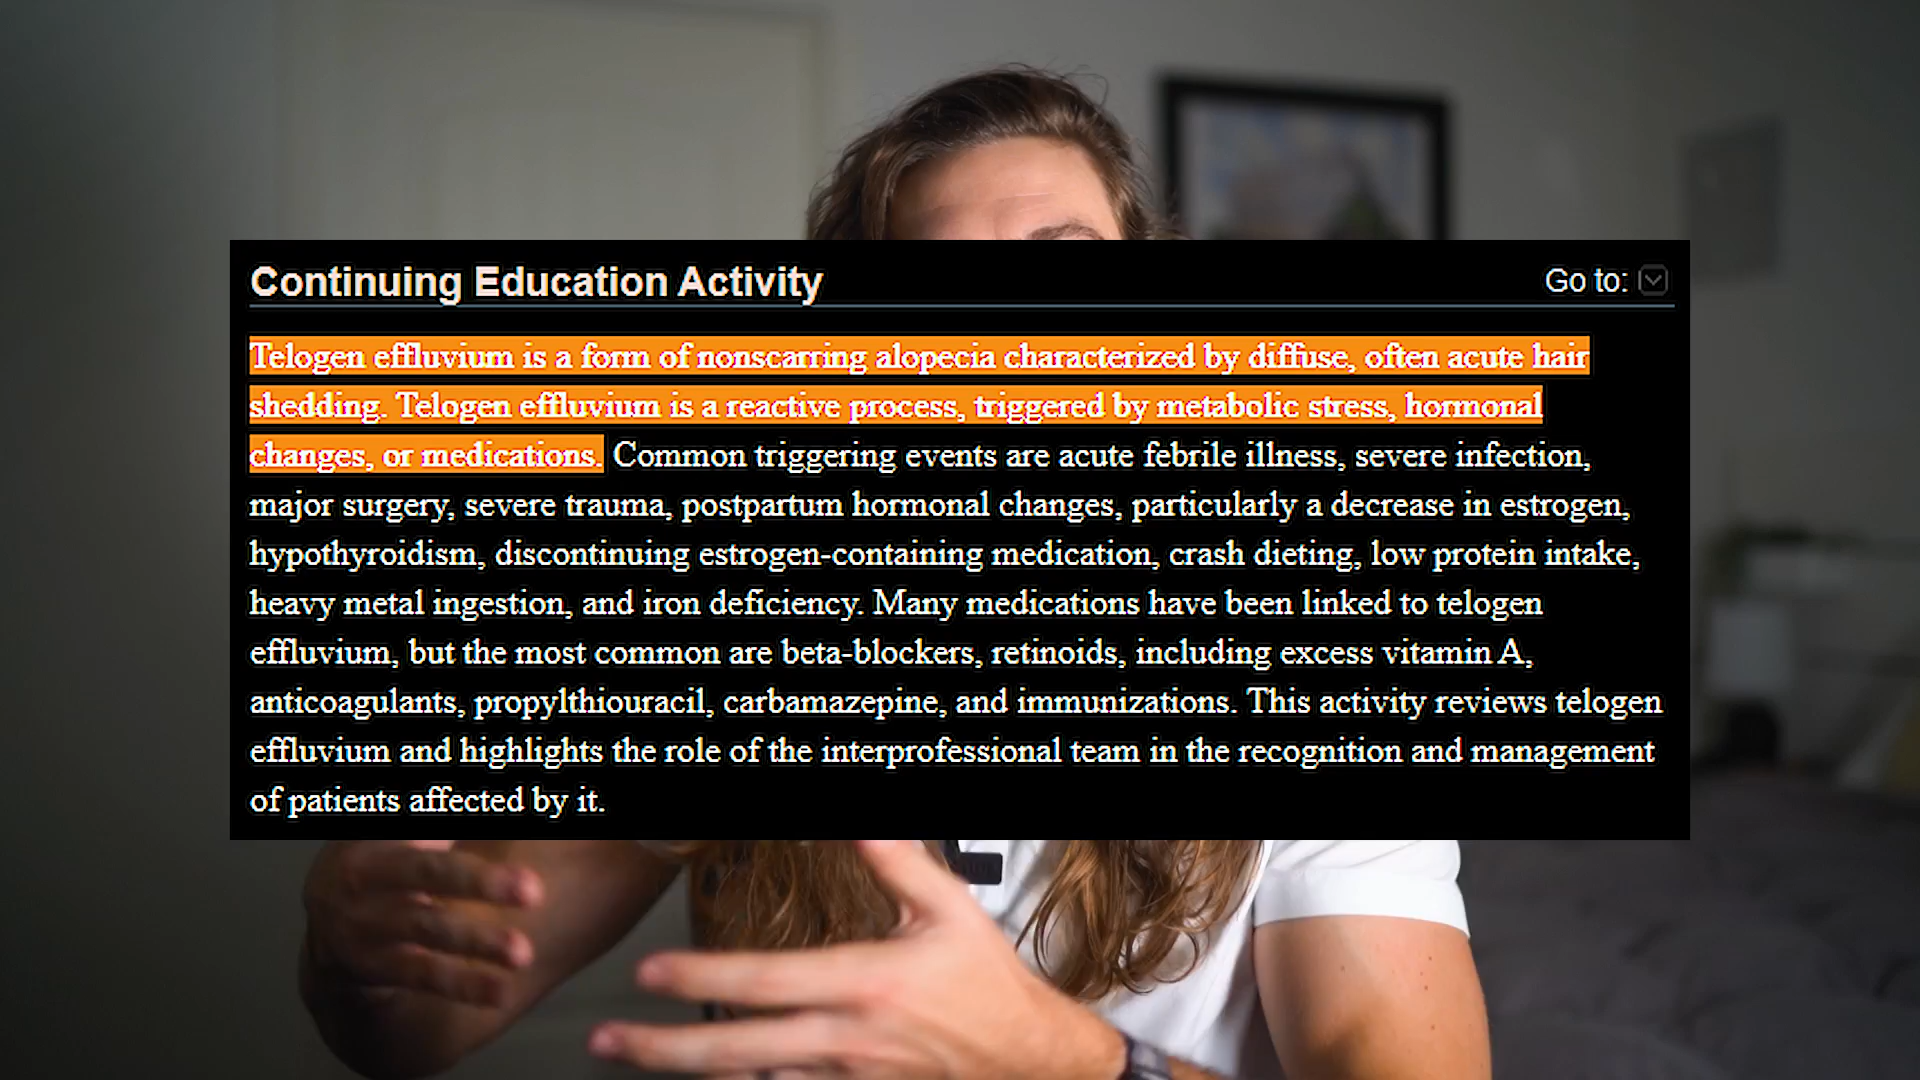 Continuing Education Activity
Go to:
Telogen effluvium is a form of nonscarring alopecia characterized by diffuse, often acute hair
shedding. Telogen effluvium is a reactive process, triggered by metabolic stress, hormonal
changes, or medications. Common triggering events are acute febrile illness, severe infection,
major surgery, severe trauma, postpartum hormonal changes, particularly a decrease in estrogen,
hypothyroidism, discontinuing estrogen-containing medication, crash dieting, low protein intake,
heavy metal ingestion, and iron deficiency. Many medications have been linked to telogen
effluvium, but the most common are beta-blockers, retinoids, including excess vitamin A,
anticoagulants, propylthiouracil, carbamazepine, and immunizations. This activity reviews telogen
effluvium and highlights the role of the interprofessional team in the recognition and management
of patients affected by it.